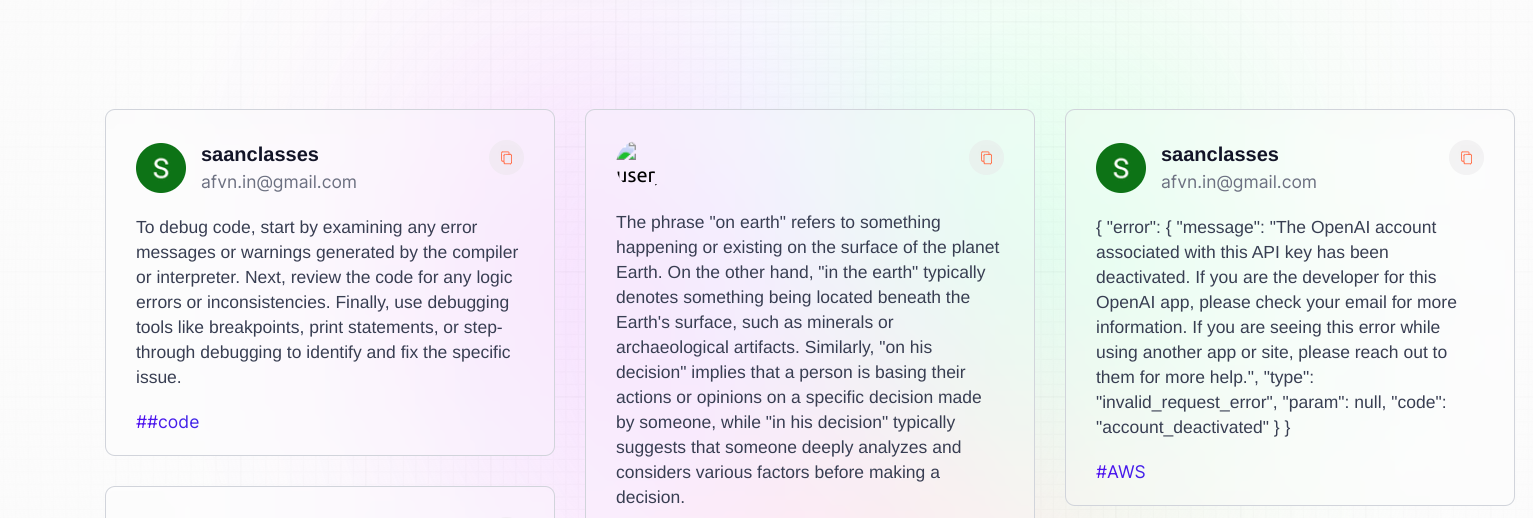 saanclasses
afvn.in@gmail.com
To debug code, start by examining any error
messages or warnings generated by the compiler
or interpreter. Next, review the code for any logic
errors or inconsistencies. Finally, use debugging
tools like breakpoints, print statements, or step-
through debugging to identify and fix the specific
issue.
##code
user
The phrase "on earth" refers to something
happening or existing on the surface of the planet
Earth. On the other hand, "in the earth" typically
denotes something being located beneath the
Earth's surface, such as minerals or
archaeological artifacts. Similarly, "on his
decision" implies that a person is basing their
actions or opinions on a specific decision made
by someone, while "in his decision" typically
suggests that someone deeply analyzes and
considers various factors before making a
decision.
S
saanclasses
afvn.in@gmail.com
{ "error": { "message": "The OpenAI account
associated with this API key has been
deactivated. If you are the developer for this
OpenAI app, please check your email for more
information. If you are seeing this error while
using another app or site, please reach out to
them for more help.", "type":
"invalid_request_error", "param": null, "code":
"account_deactivated" } }
#AWS
S